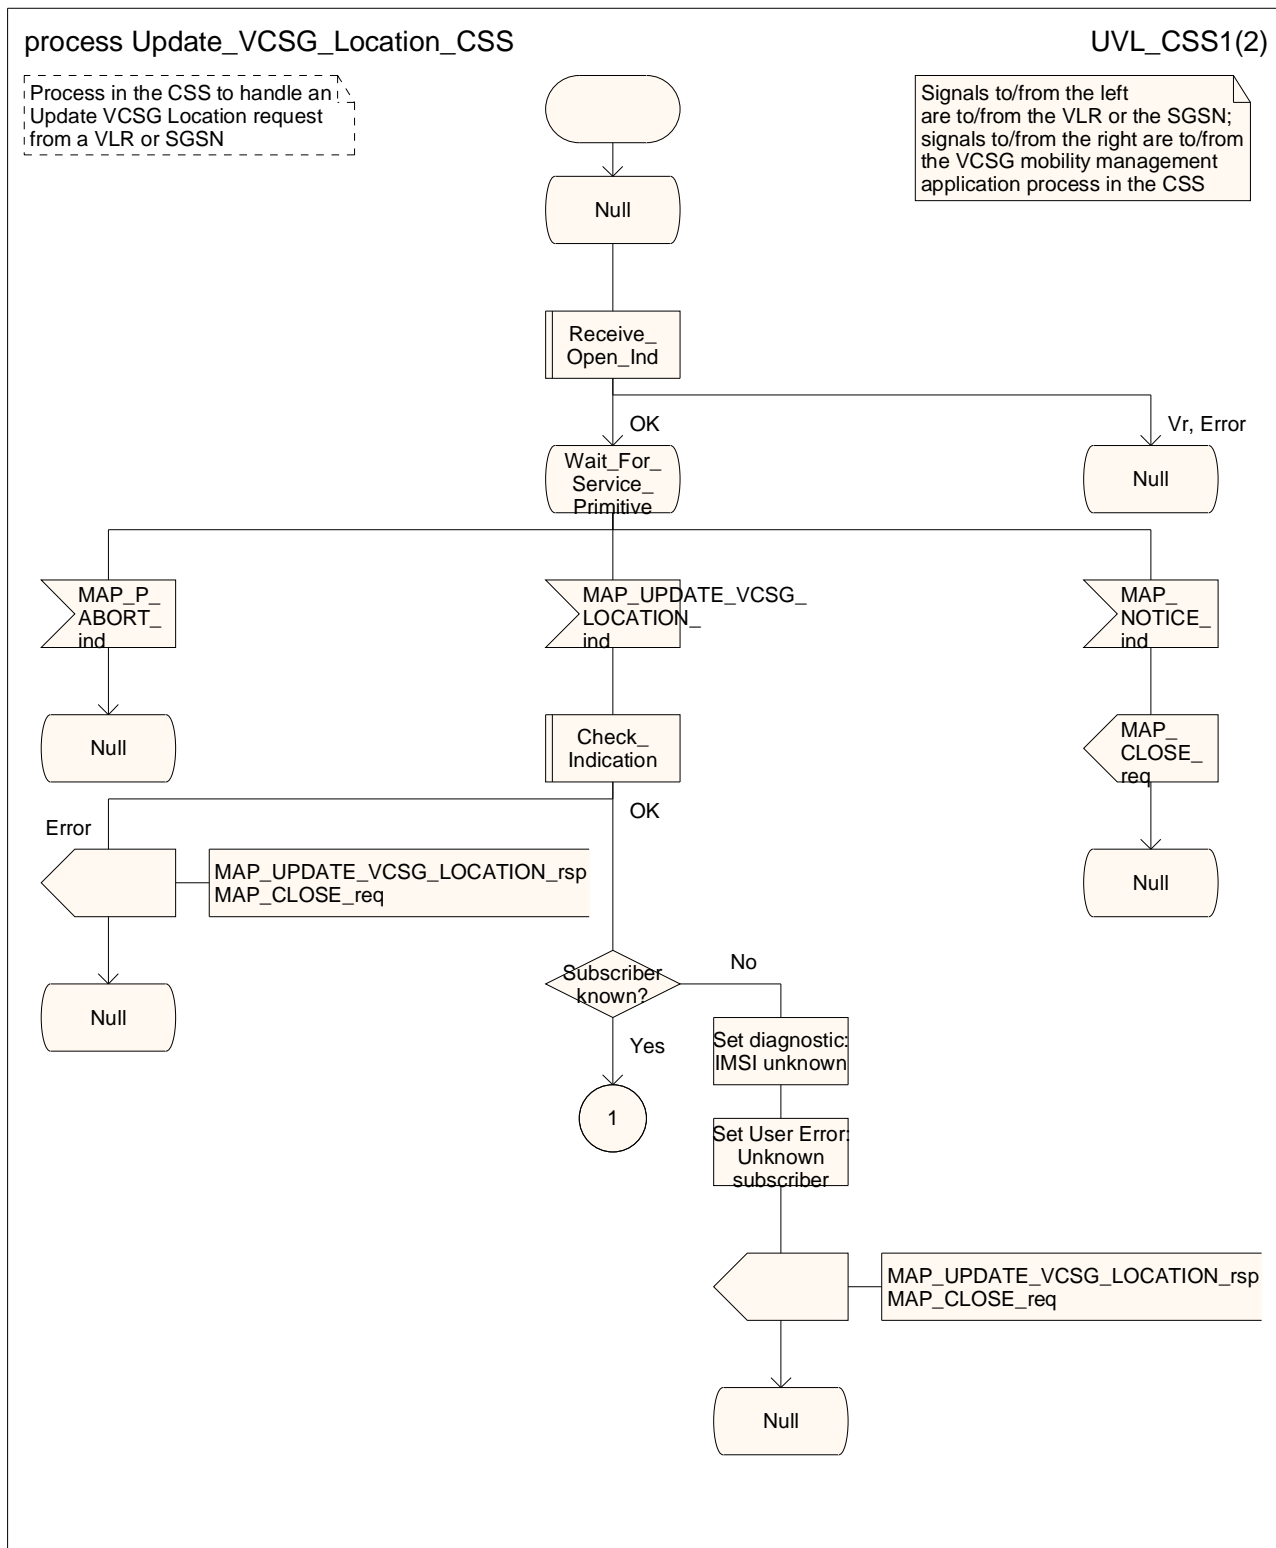 process Update_VCSG_Location_CSS
UVL_CSS1(2)
Process in the CSS to handle an
Update VCSG Location request
from a VLR or SGSN
Signals to/from the left
are to/from the VLR or the SGSN;
signals to/from the right are to/from
the VCSG mobility management
application process in the CSS
Null
Receive_
Open_Ind
OK
Vr, Error
Wait_For_
Service_
Primitive
Null
MAP_P_
ABORT_
ind
MAP_UPDATE_VCSG_
LOCATION_
ind
MAP_
NOTICE_
ind
Null
Check_
Indication
MAP_
CLOSE_
req
Error
OK
MAP_UPDATE_VCSG_LOCATION_rsp
MAP_CLOSE_req
Null
Null
Subscriber
known?
No
Yes
Set diagnostic:
IMSI unknown
1
Set User Error:
Unknown
subscriber
MAP_UPDATE_VCSG_LOCATION_rsp
MAP_CLOSE_req
Null